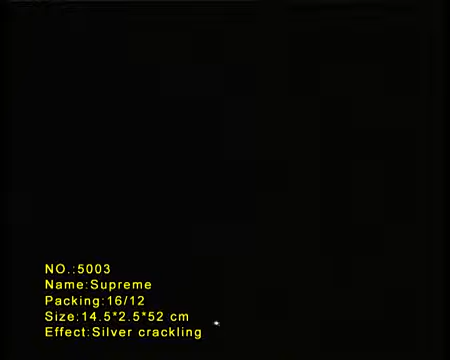 NO.:5003
Name:Supreme
Packing:16/12
Size:14.5*2.5*52 cm
Effect:Silver crackling